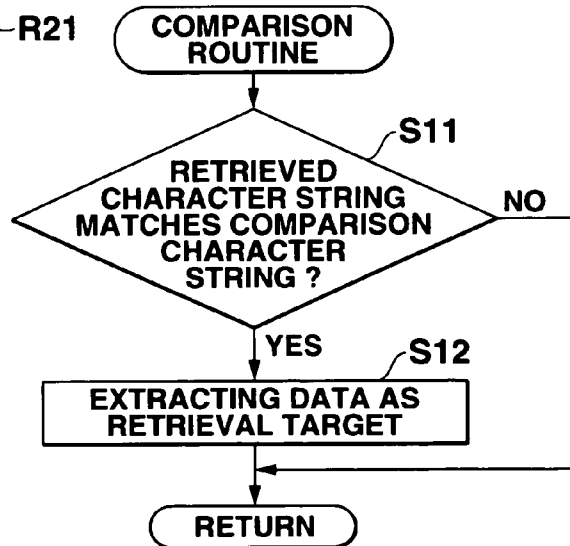 R21
COMPARISON
ROUTINE
S11
RETRIEVED
CHARACTER STRING
MATCHES COMPARISON
CHARACTER
STRING ?
NO
YES
S12
EXTRACTING DATA AS
RETRIEVAL TARGET
RETURN